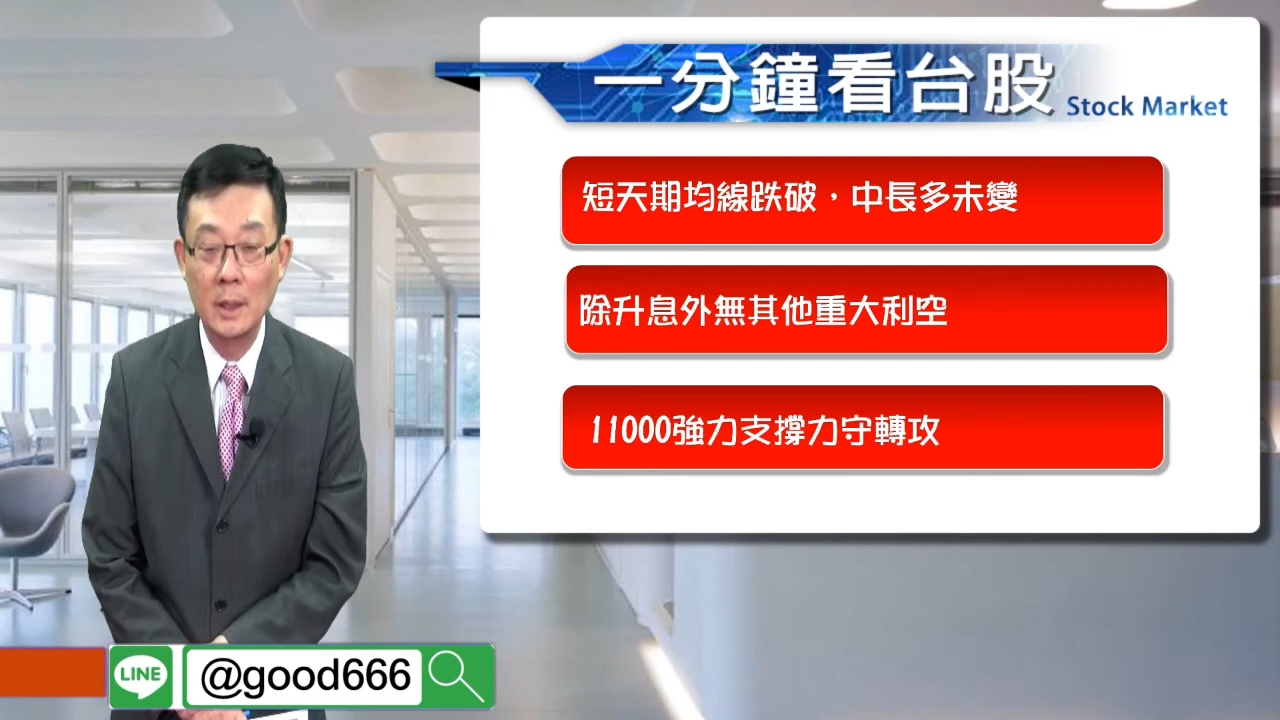 一分鐘看台股 Stock Market
短天期均線跌破，中長多未變
除升息外無其他重大利空
11000強力支撐力守轉攻
LINE @good666